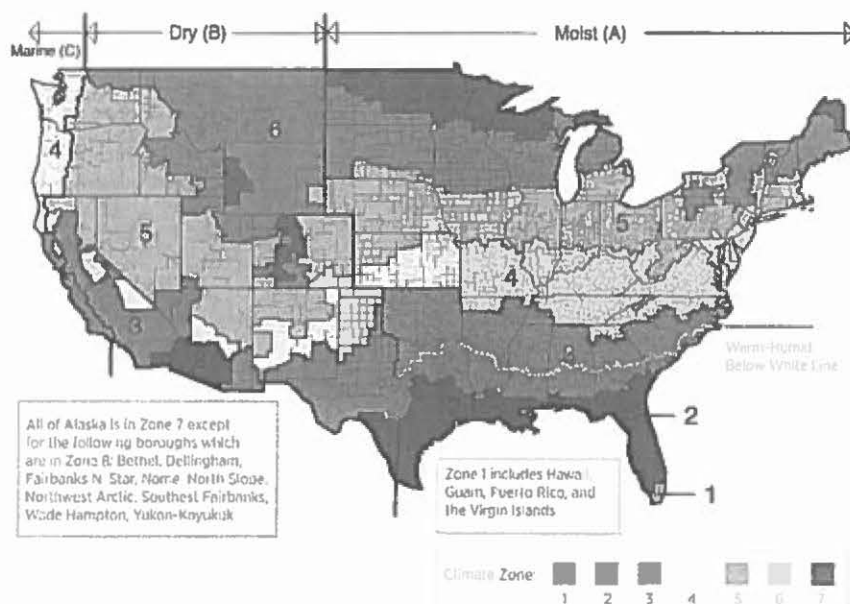 Dry (B)
Moist (A)
Marine (C)
6
4
6
5
5
4
3
3
Warm-Humid
Below White Line
2
1
All of Alaska is in Zone 7 except
for the following boroughs which
are in Zone 8: Bethel, Dellingham,
Fairbanks N. Star, Nome, North Slope,
Northwest Arctic, Southest Fairbanks,
Wade Hampton, Yukon-Koyukuk
Zone 1 includes Hawaii,
Guam, Puerto Rico, and
the Virgin Islands
Climate Zone:
1 2 3 4 5 6 7